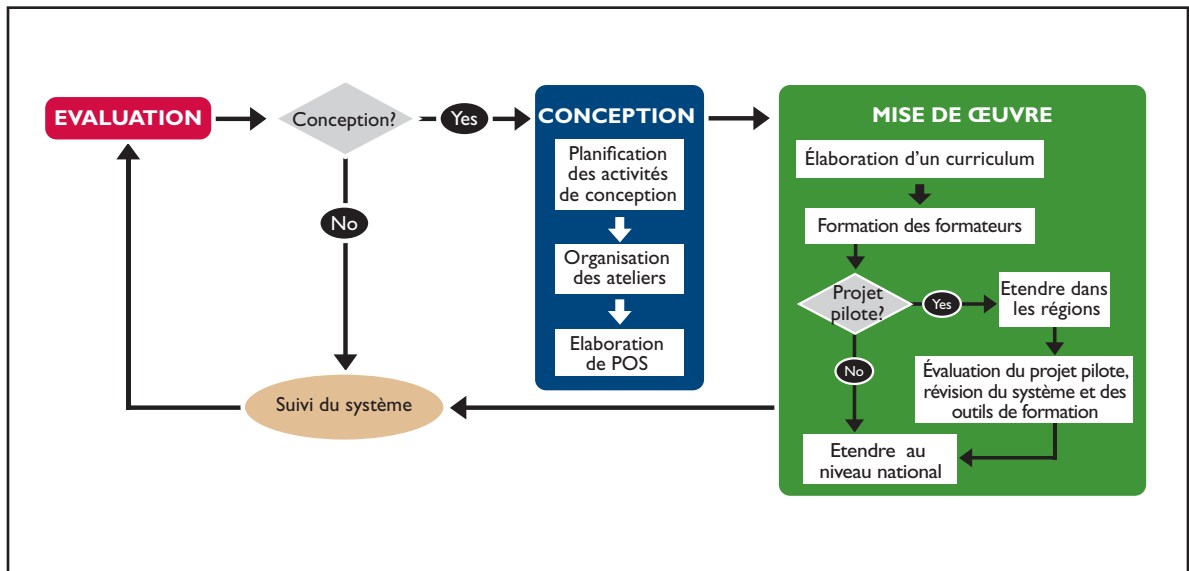 EVALUATION
Conception?
Yes
No
CONCEPTION
Planification
des activités
de conception
Organisation
des ateliers
Elaboration
de POS
MISE DE ŒUVRE
Élaboration d’un curriculum
Formation des formateurs
Projet
pilote?
Yes
Etendre dans
les régions
No
Évaluation du projet pilote,
révision du système et des
outils de formation
Etendre au
niveau national
Suivi du système